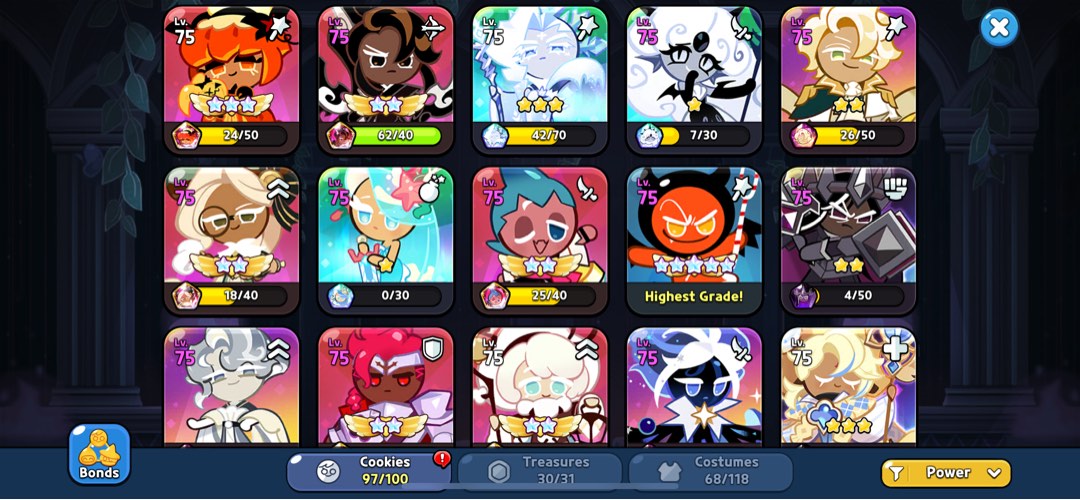 Lv. Lv. Lv. Lv. Lv.
75 75 75 75 75
24/50 62/40 42/70 7/30 26/50
Lv. Lv. Lv. Lv. Lv.
75 75 75 75 75
18/40 0/30 25/40 Highest Grade! 4/50
Lv. Lv. Lv. Lv. Lv.
75 75 75 75 75
Bonds
Cookies
97/100
Treasures
30/31
Costumes
68/118
Power